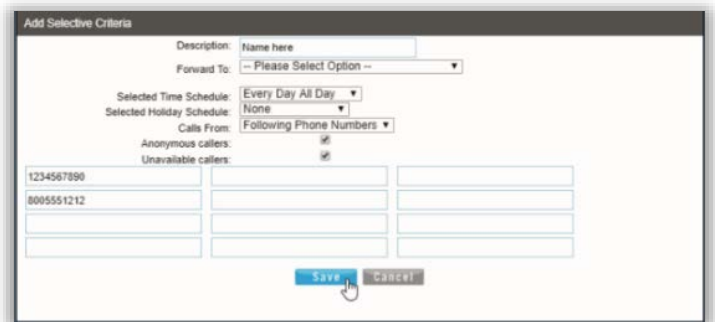 Add Selective Criteria
Description: Name here
Forward To: -- Please Select Option --
Selected Time Schedule: Every Day All Day
Selected Holiday Schedule: None
Calls From: Following Phone Numbers
Anonymous callers:
Unavailable callers:
1234567890
8005551212
Save Cancel